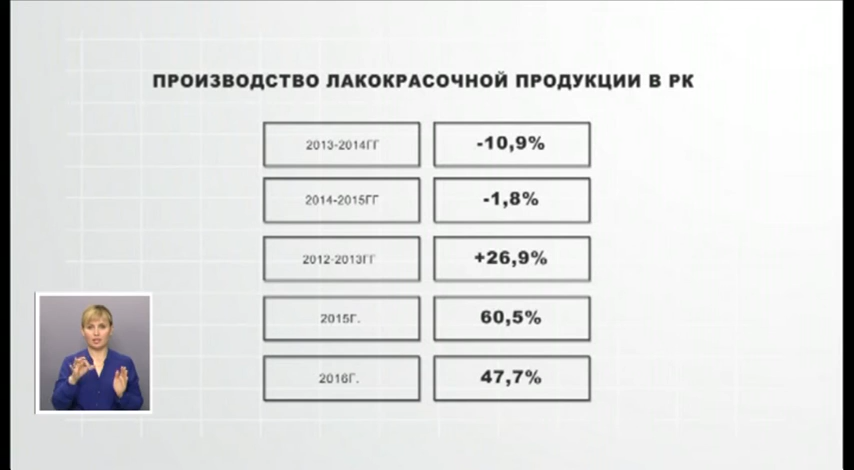 ПРОИЗВОДСТВО ЛАКОКРАСОЧНОЙ ПРОДУКЦИИ В РК
2013-2014ГГ -10,9%
2014-2015ГГ -1,8%
2012-2013ГГ +26,9%
2015Г. 60,5%
2016Г. 47,7%